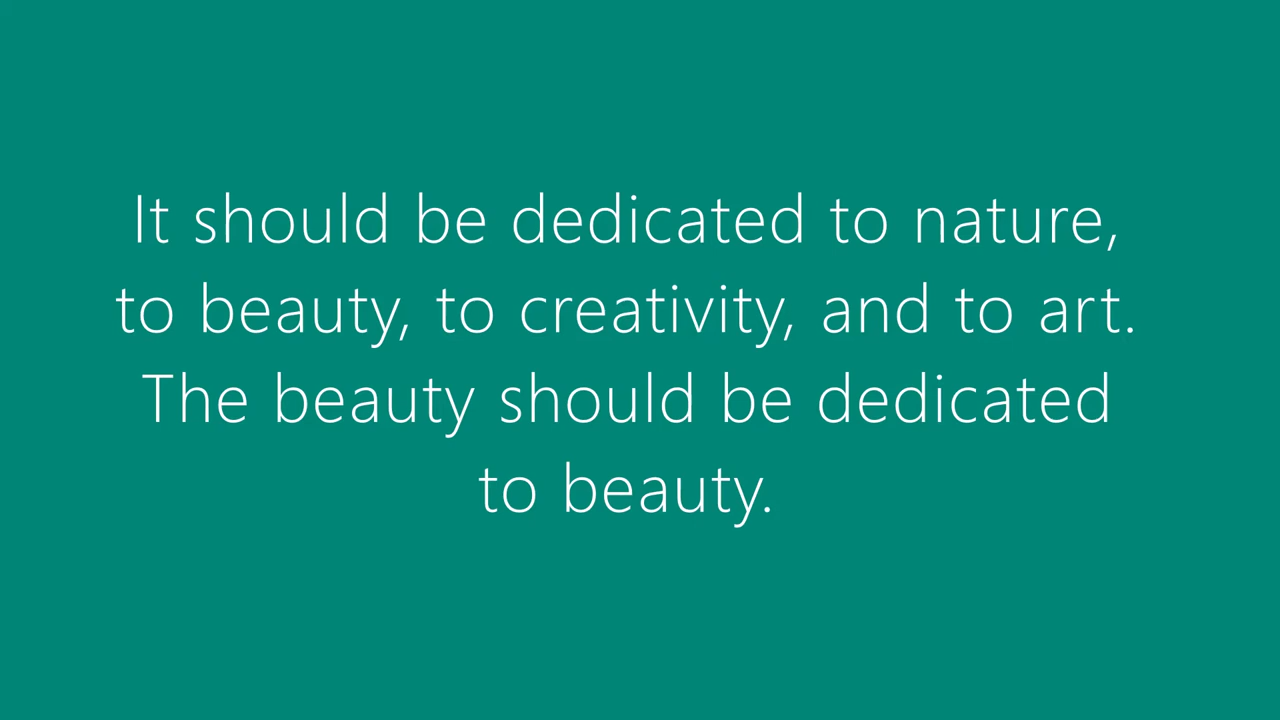 It should be dedicated to nature,
to beauty, to creativity, and to art.
The beauty should be dedicated
to beauty.